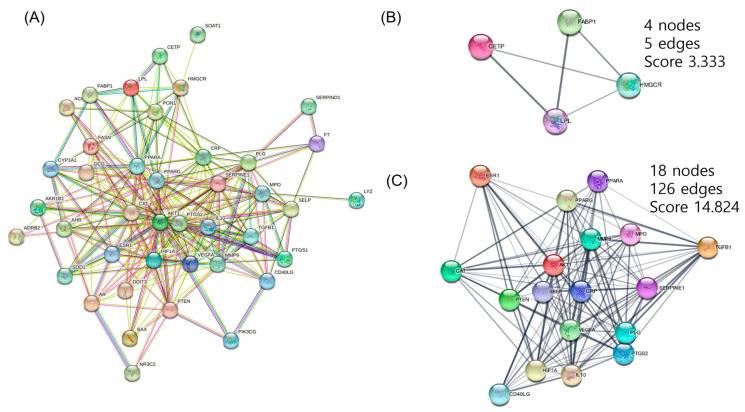 (A)
SOAT1
CETP
LPL
HMGCR
FABP1
PON1
SERPIND1
FASN
F7
CRP
PLG
CYP1A1
GCG
PPARA
PPARG
SERPINE1
MPO
LYZ
AKR1B1
CAT
AKT1
PTGS2
IL10
SELP
AHR
ADRB2
TGFB1
ESR1
HIF1A
VEGFA
MMP9
PTGS1
SOD1
CD40LG
DDIT3
AR
PTEN
BAX
PIK3CG
NR3C2
(B)
FABP1
4 nodes
5 edges
Score 3.333
CETP
HMGCR
LPL
(C)
18 nodes
126 edges
Score 14.824
ESR1
PPARA
PPARG
MMP9
MPO
TGFB1
CAT
AKT1
SERPINE1
PTEN
SELP
CRP
VEGFA
PLG
PTGS2
HIF1A
IL10
CD40LG